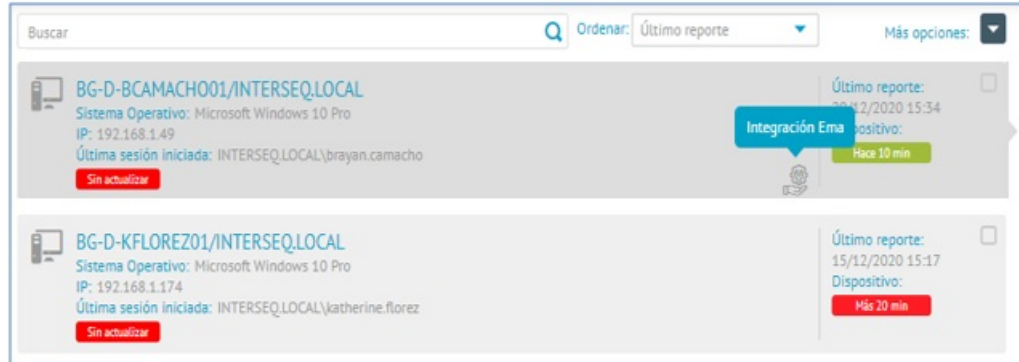 Buscar
Ordenar: Último reporte
Más opciones:
BG-D-BCAMACHO01/INTERSEQ.LOCAL
Sistema Operativo: Microsoft Windows 10 Pro
IP: 192.168.1.49
Última sesión iniciada: INTERSEQ.LOCAL\brayan.camacho
Sin actualizar
Integración Ema
Último reporte:
/12/2020 15:34
positivo:
Hace 10 min
BG-D-KFLOREZ01/INTERSEQ.LOCAL
Sistema Operativo: Microsoft Windows 10 Pro
IP: 192.168.1.174
Última sesión iniciada: INTERSEQ.LOCAL\katherine.florez
Sin actualizar
Último reporte:
15/12/2020 15:17
Dispositivo:
Más 20 min